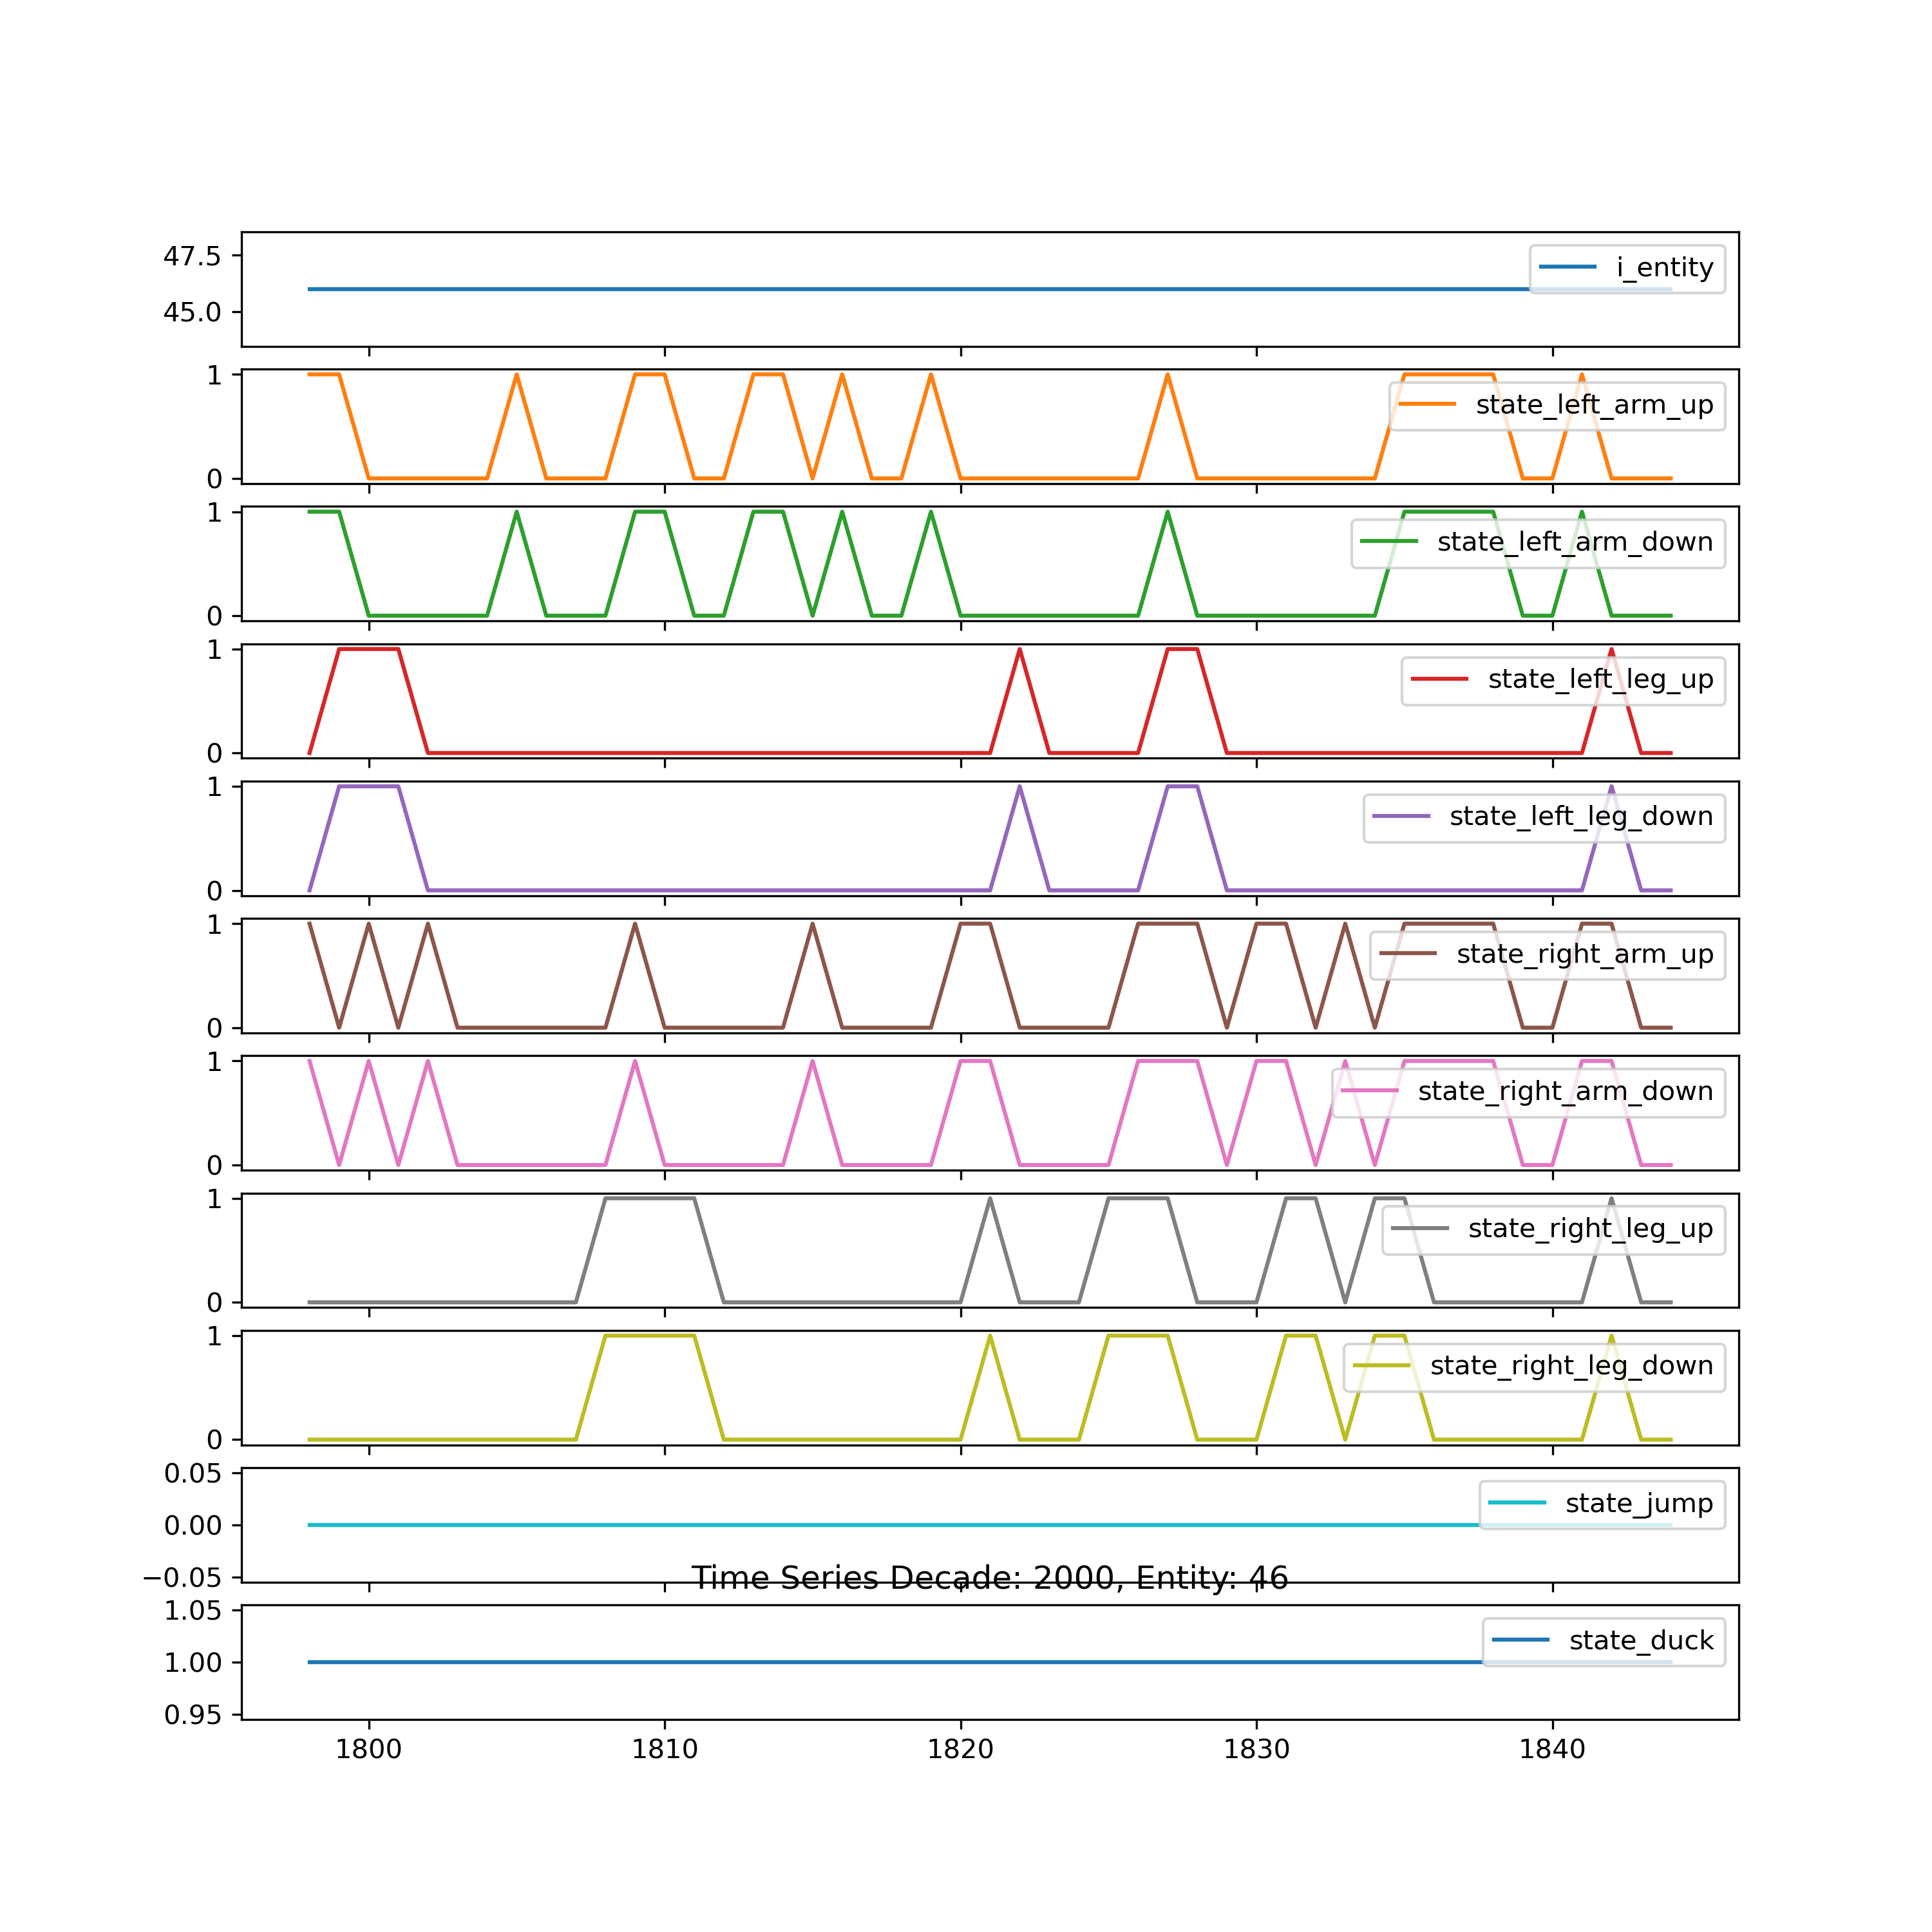 47.5
45.0
i_entity
1
0
state_left_arm_up
1
0
state_left_arm_down
1
0
state_left_leg_up
1
0
state_left_leg_down
1
0
state_right_arm_up
1
0
state_right_arm_down
1
0
state_right_leg_up
1
0
state_right_leg_down
0.05
0.00
−0.05
state_jump
Time Series Decade: 2000, Entity: 46
1.05
1.00
0.95
state_duck
1800 1810 1820 1830 1840